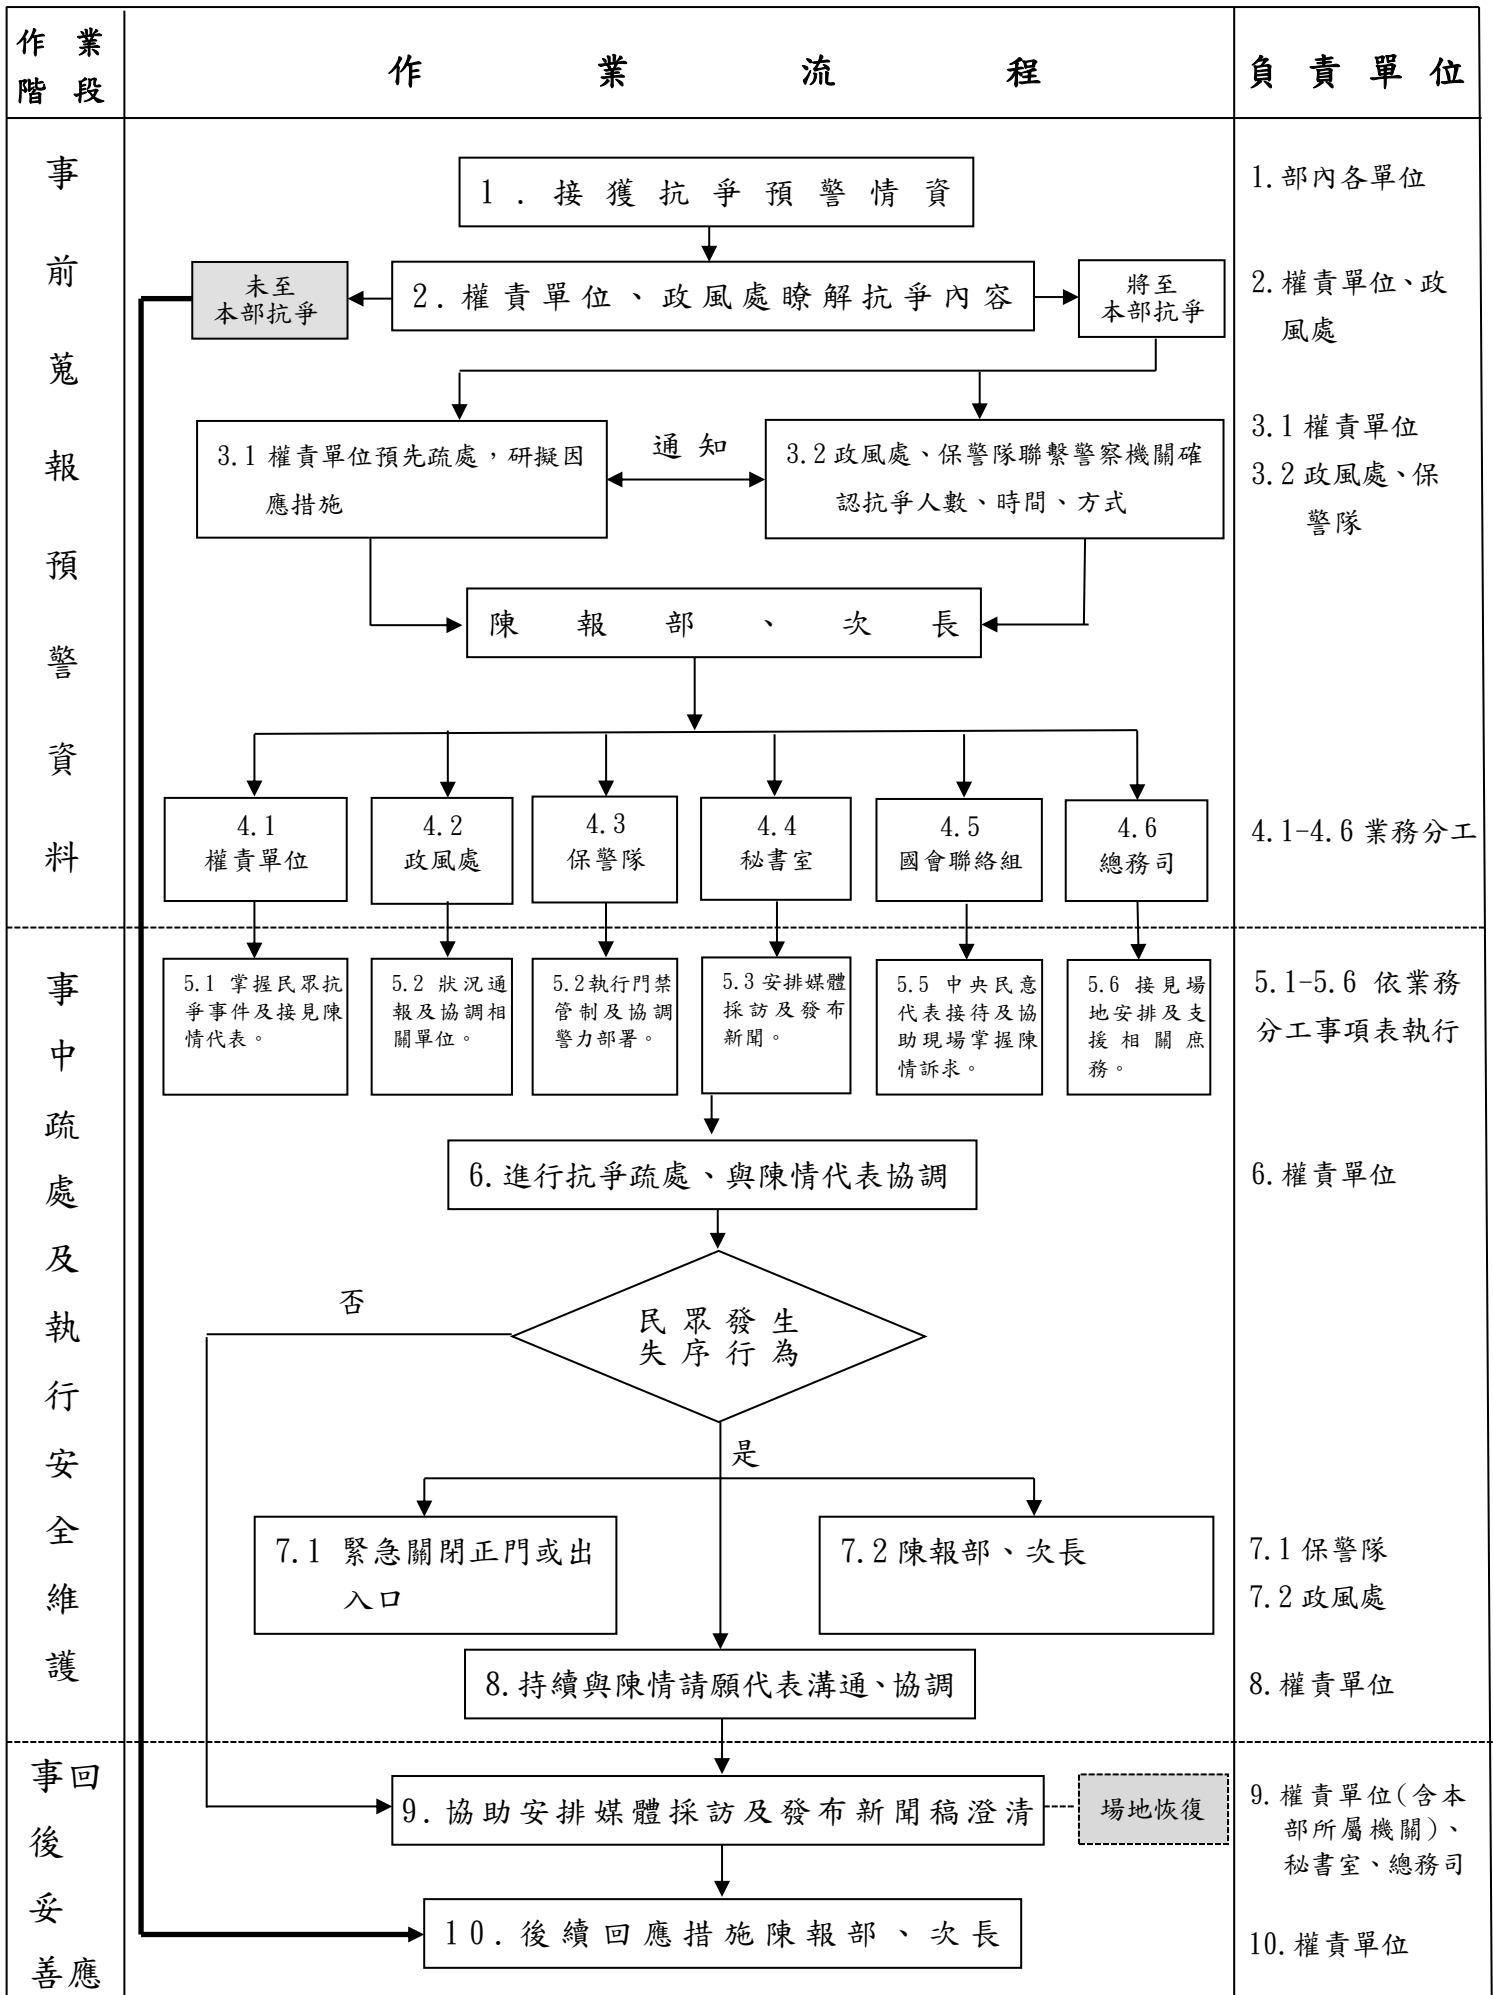 作業
階段
作業流程
負責單位
事前蒐報預警資料
1.接獲抗爭預警情資
1.部內各單位
未至
本部抗爭
2.權責單位、政風處瞭解抗爭內容
將至
本部抗爭
2.權責單位、政
風處
3.1權責單位預先疏處，研擬因
應措施
通知
3.2政風處、保警隊聯繫警察機關確
認抗爭人數、時間、方式
3.1權責單位
3.2政風處、保
警隊
陳報部、次長
4.1
權責單位
4.2
政風處
4.3
保警隊
4.4
秘書室
4.5
國會聯絡組
4.6
總務司
4.1-4.6業務分工
事中疏處及執行安全維護
5.1 掌握民眾抗
爭事件及接見陳
情代表。
5.2 狀況通
報及協調相
關單位。
5.2執行門禁
管制及協調
警力部署。
5.3安排媒體
採訪及發布
新聞。
5.5 中央民意
代表接待及協
助現場掌握陳
情訴求。
5.6 接見場
地安排及支
援相關庶
務。
5.1-5.6 依業務
分工事項表執行
6.進行抗爭疏處、與陳情代表協調
6.權責單位
民眾發生
失序行為
否
是
7.1 緊急關閉正門或出
入口
7.2陳報部、次長
7.1保警隊
7.2政風處
8.持續與陳情請願代表溝通、協調
8.權責單位
事後妥善
回應
9.協助安排媒體採訪及發布新聞稿澄清
場地恢復
9.權責單位(含本
部所屬機關)、
秘書室、總務司
10.後續回應措施陳報部、次長
10.權責單位